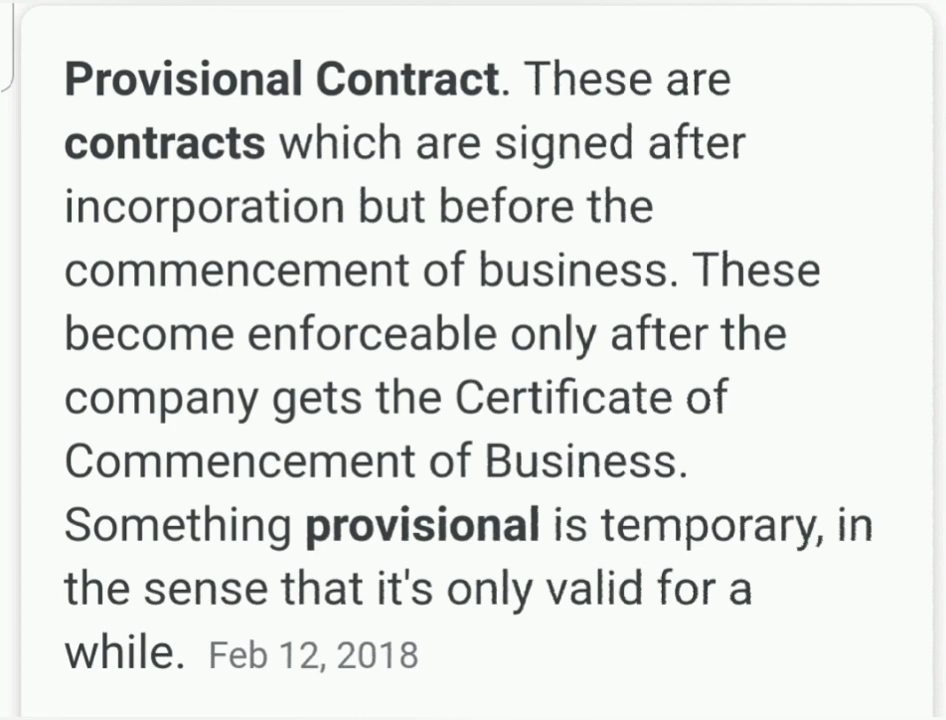 Provisional Contract. These are
contracts which are signed after
incorporation but before the
commencement of business. These
become enforceable only after the
company gets the Certificate of
Commencement of Business.
Something provisional is temporary, in
the sense that it's only valid for a
while. Feb 12, 2018